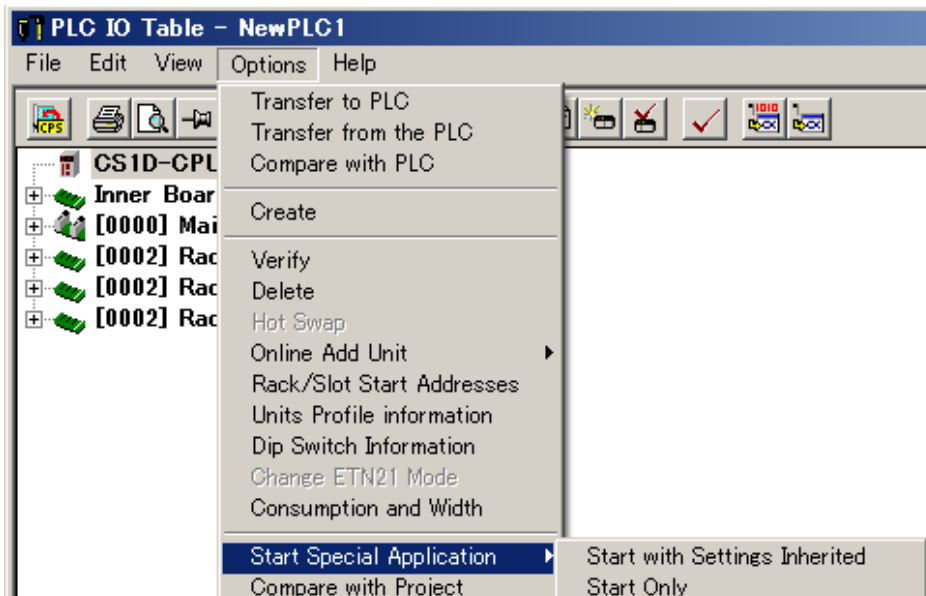 PLC IO Table - NewPLC1
File Edit View Options Help
CPS
1010
Transfer to PLC
Transfer from the PLC
Compare with PLC
Create
Verify
Delete
Hot Swap
Online Add Unit
Rack/Slot Start Addresses
Units Profile information
Dip Switch Information
Change ETN21 Mode
Consumption and Width
Start Special Application
Compare with Project
Start with Settings Inherited
Start Only
CS1D-CPU
Inner Boar
[0000] Mai
[0002] Rac
[0002] Rac
[0002] Rac